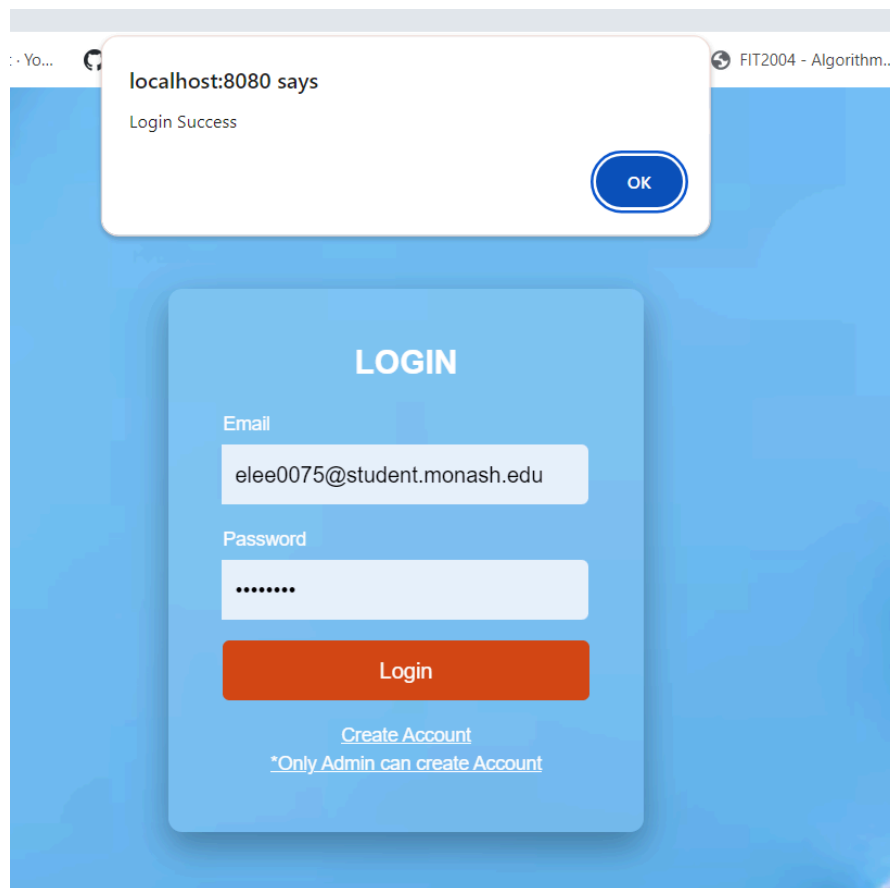 : · Yo...
FIT2004 - Algorithm...
localhost:8080 says
Login Success
OK
LOGIN
Email
elee0075@student.monash.edu
Password
••••••••
Login
Create Account
*Only Admin can create Account